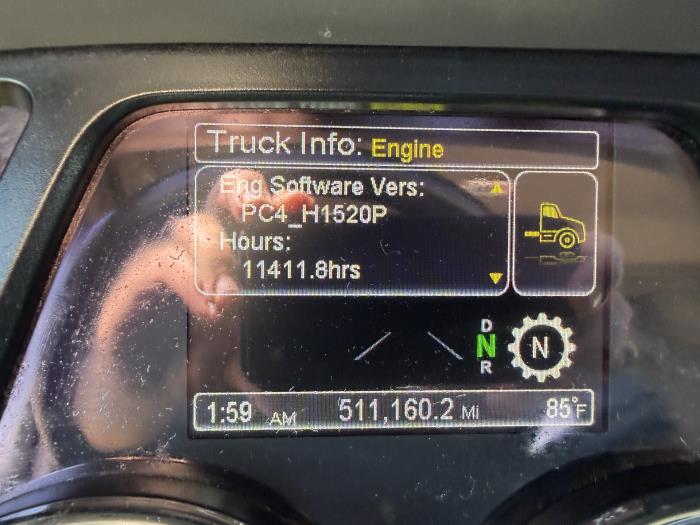 Truck Info: Engine
Eng Software Vers:
PC4_H1520P
Hours:
11411.8hrs
D
N
R
N
1:59 AM 511,160.2 Mi 85°F